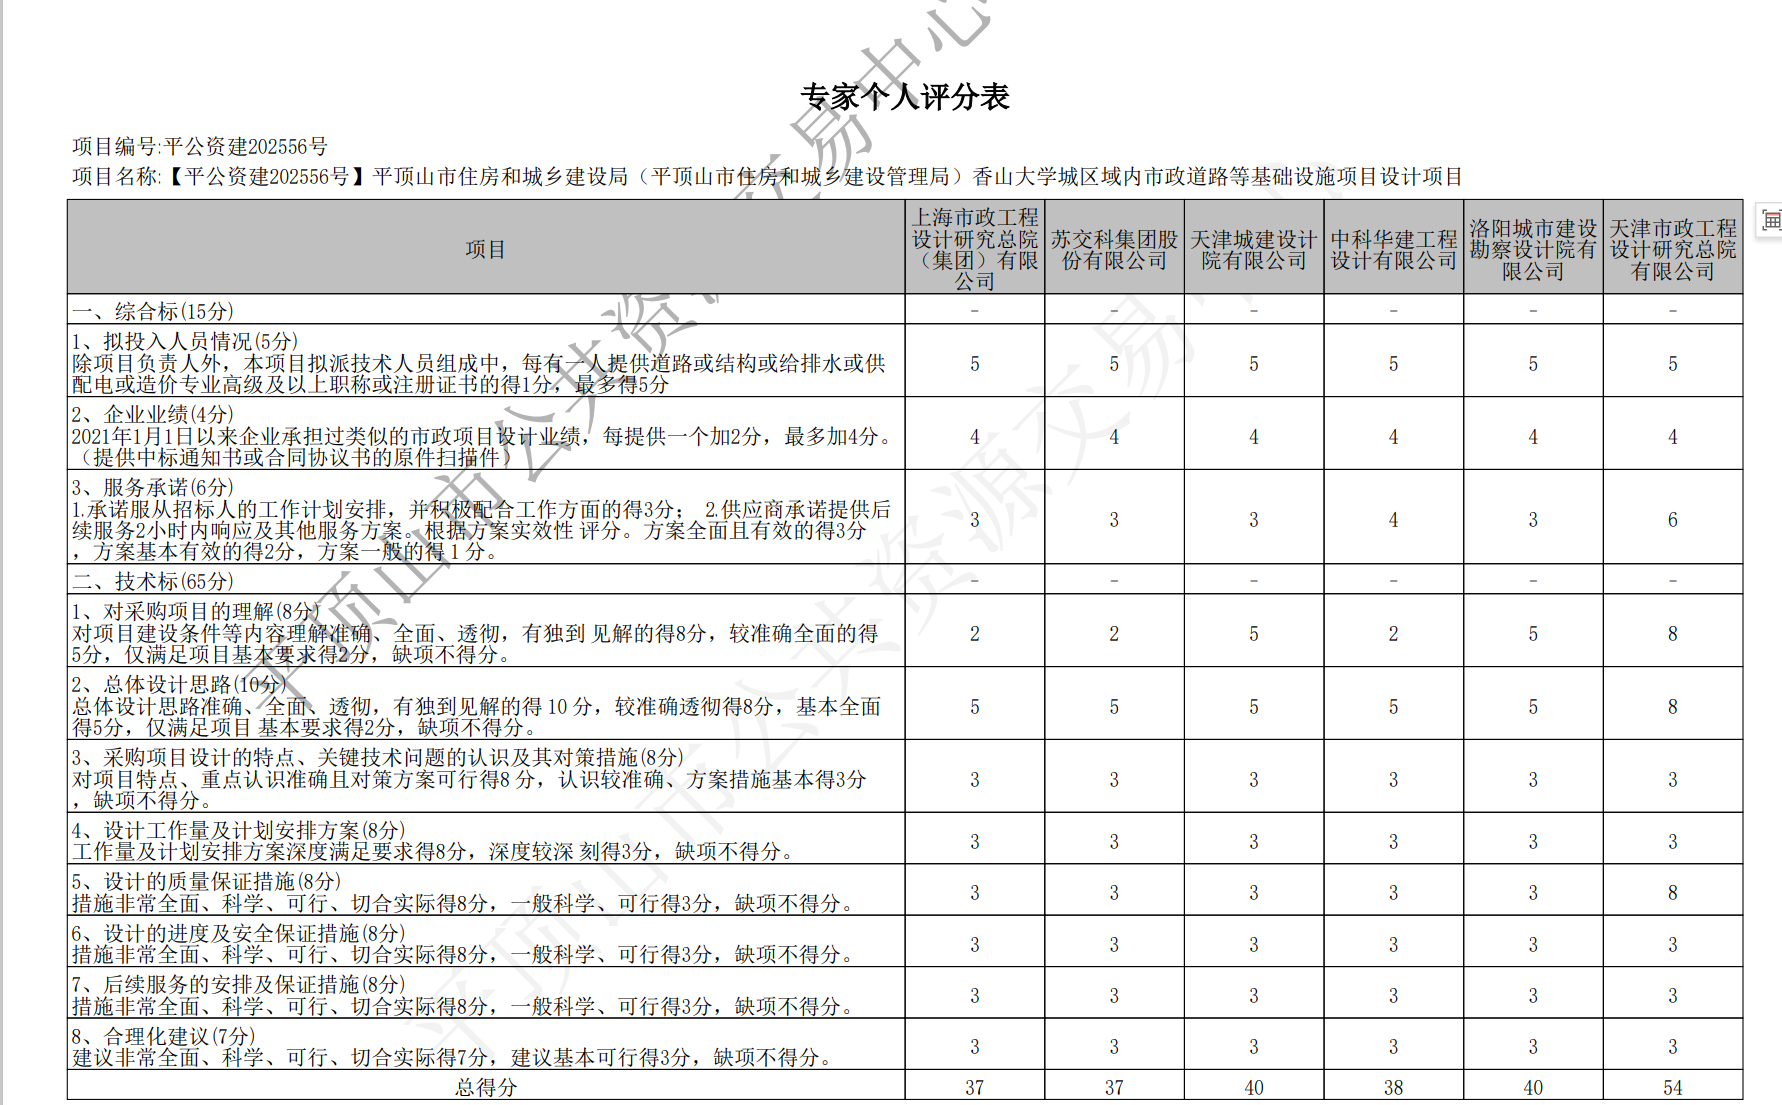 专家个人评分表
项目编号:平公资建202556号
项目名称:【平公资建202556号】平顶山市住房和城乡建设局（平顶山市住房和城乡建设管理局）香山大学城区域内市政道路等基础设施项目设计项目
项目
上海市政工程
设计研究总院
（集团）有限
公司
苏交科集团股
份有限公司
天津城建设计
院有限公司
中科华建工程
设计有限公司
洛阳城市建设
勘察设计院有
限公司
天津市政工程
设计研究总院
有限公司
一、综合标(15分) - - - - - -
1、拟投入人员情况(5分)
除项目负责人外，本项目拟派技术人员组成中，每有一人提供道路或结构或给排水或供
配电或造价专业高级及以上职称或注册证书的得1分，最多得5分
5 5 5 5 5 5
2、企业业绩(4分)
2021年1月1日以来企业承担过类似的市政项目设计业绩，每提供一个加2分，最多加4分。
（提供中标通知书或合同协议书的原件扫描件）
4 4 4 4 4 4
3、服务承诺(6分)
1.承诺服从招标人的工作计划安排，并积极配合工作方面的得3分； 2.供应商承诺提供后
续服务2小时内响应及其他服务方案。根据方案实效性 评分。方案全面且有效的得3分
，方案基本有效的得2分，方案一般的得 1 分。
3 3 3 4 3 6
二、技术标(65分) - - - - - -
1、对采购项目的理解(8分)
对项目建设条件等内容理解准确、全面、透彻，有独到 见解的得8分，较准确全面的得
5分，仅满足项目基本要求得2分，缺项不得分。
2 2 5 2 5 8
2、总体设计思路(10分)
总体设计思路准确、全面、透彻，有独到见解的得 10 分，较准确透彻得8分，基本全面
得5分，仅满足项目 基本要求得2分，缺项不得分。
5 5 5 5 5 8
3、采购项目设计的特点、关键技术问题的认识及其对策措施(8分)
对项目特点、重点认识准确且对策方案可行得8 分，认识较准确、方案措施基本得3分
，缺项不得分。
3 3 3 3 3 3
4、设计工作量及计划安排方案(8分)
工作量及计划安排方案深度满足要求得8分，深度较深 刻得3分，缺项不得分。
3 3 3 3 3 3
5、设计的质量保证措施(8分)
措施非常全面、科学、可行、切合实际得8分，一般科学、可行得3分，缺项不得分。
3 3 3 3 3 8
6、设计的进度及安全保证措施(8分)
措施非常全面、科学、可行、切合实际得8分，一般科学、可行得3分，缺项不得分。
3 3 3 3 3 3
7、后续服务的安排及保证措施(8分)
措施非常全面、科学、可行、切合实际得8分，一般科学、可行得3分，缺项不得分。
3 3 3 3 3 3
8、合理化建议(7分)
建议非常全面、科学、可行、切合实际得7分，建议基本可行得3分，缺项不得分。
3 3 3 3 3 3
总得分 37 37 40 38 40 54
平顶山市公共资源交易中心
平顶山市公共资源交易中心